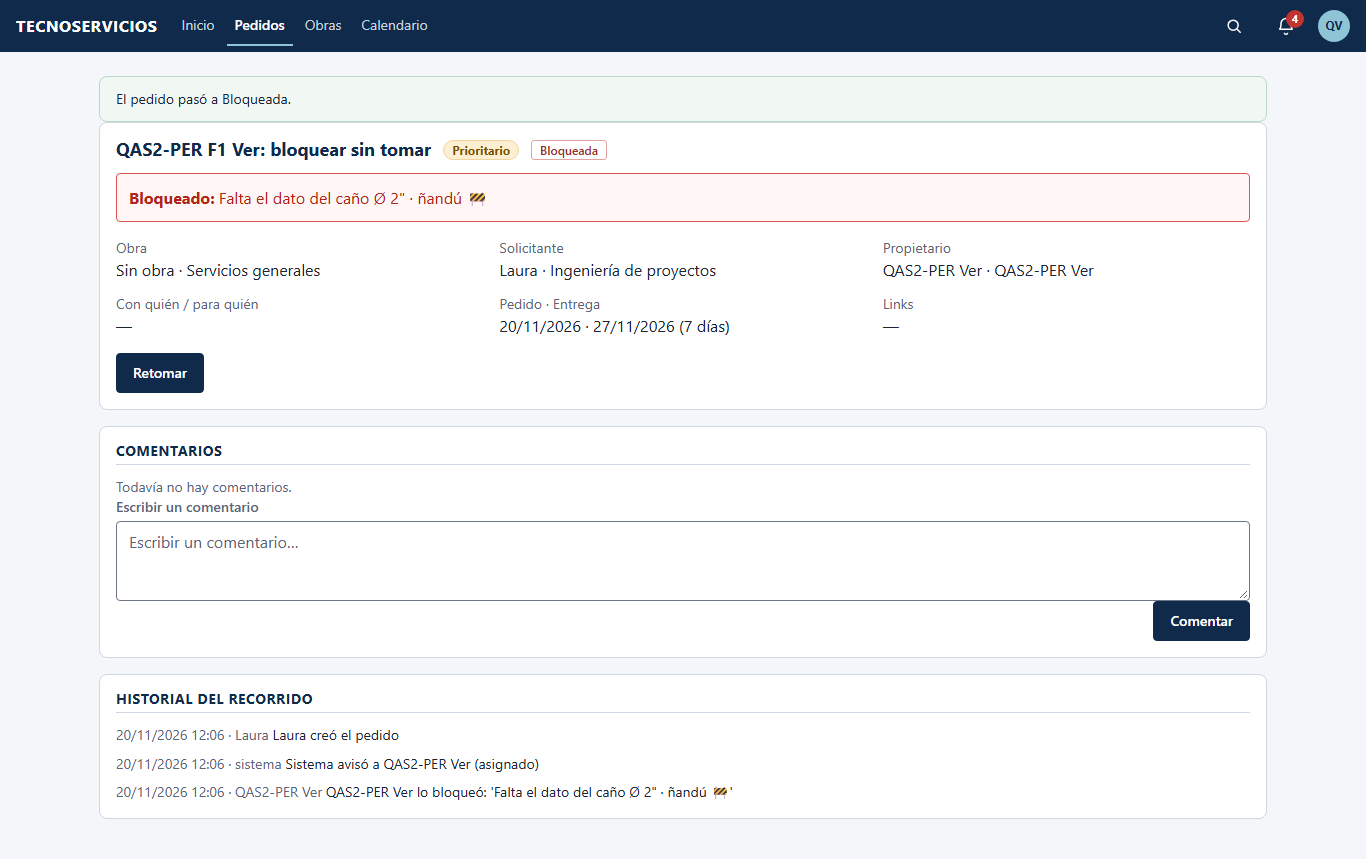 TECNOSERVICIOS Inicio Pedidos Obras Calendario 4 QV
El pedido pasó a Bloqueada.
QAS2-PER F1 Ver: bloquear sin tomar Prioritario Bloqueada
Bloqueado: Falta el dato del caño Ø 2" · ñandú 🚧
Obra Solicitante Propietario
Sin obra · Servicios generales Laura · Ingeniería de proyectos QAS2-PER Ver · QAS2-PER Ver
Con quién / para quién Pedido · Entrega Links
— 20/11/2026 · 27/11/2026 (7 días) —
Retomar
COMENTARIOS
Todavía no hay comentarios.
Escribir un comentario
Escribir un comentario...
Comentar
HISTORIAL DEL RECORRIDO
20/11/2026 12:06 · Laura Laura creó el pedido
20/11/2026 12:06 · sistema Sistema avisó a QAS2-PER Ver (asignado)
20/11/2026 12:06 · QAS2-PER Ver QAS2-PER Ver lo bloqueó: 'Falta el dato del caño Ø 2" · ñandú 🚧'